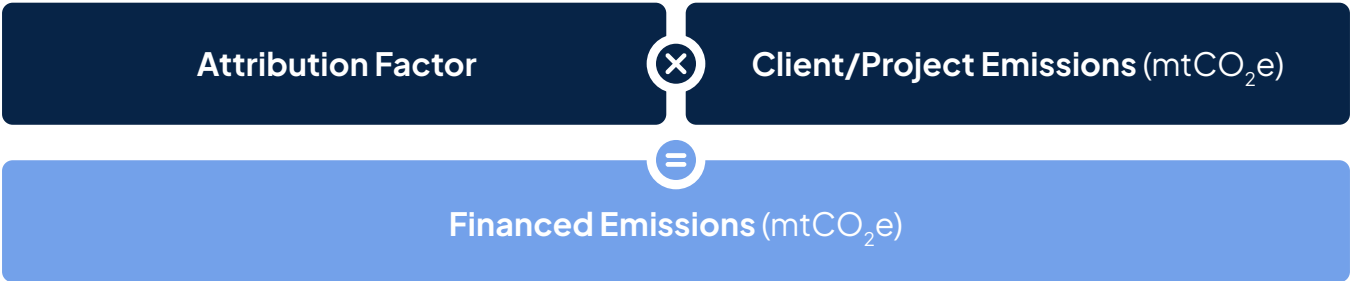 Attribution Factor × Client/Project Emissions (mtCO₂e)
=
Financed Emissions (mtCO₂e)